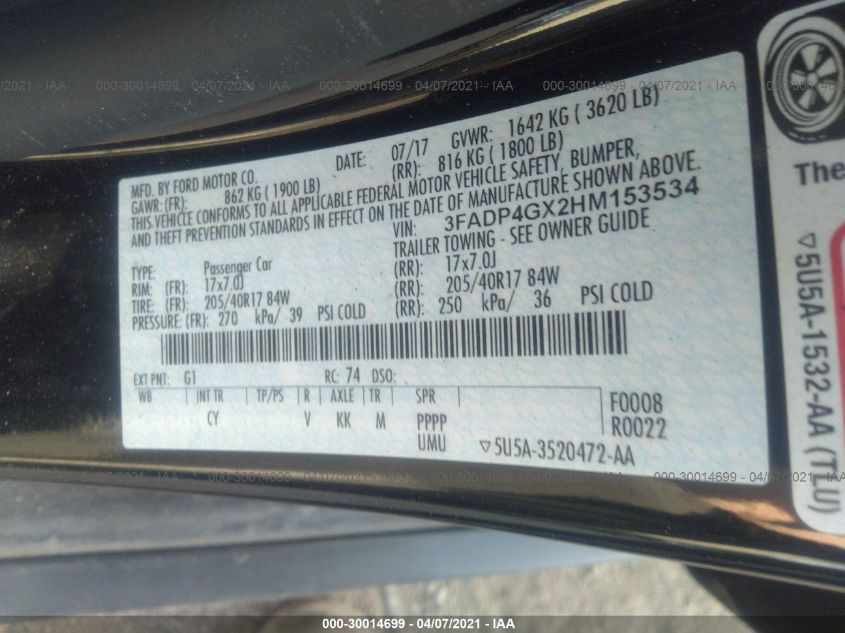 000-30014699 - 04/07/2021 - IAA
MFD. BY FORD MOTOR CO. DATE: 07/17 GVWR: 1642 KG ( 3620 LB)
GAWR: (FR): 862 KG ( 1900 LB) (RR): 816 KG ( 1800 LB)
THIS VEHICLE CONFORMS TO ALL APPLICABLE FEDERAL MOTOR VEHICLE SAFETY, BUMPER,
AND THEFT PREVENTION STANDARDS IN EFFECT ON THE DATE OF MANUFACTURE SHOWN ABOVE.
VIN: 3FADP4GX2HM153534
TRAILER TOWING - SEE OWNER GUIDE
TYPE: Passenger Car
RIM: (FR): 17x7.0J (RR): 17x7.0J
TIRE: (FR): 205/40R17 84W (RR): 205/40R17 84W
PRESSURE: (FR): 270 kPa/ 39 PSI COLD (RR): 250 kPa/ 36 PSI COLD
EXT PNT: G1 RC: 74 DSO:
WB INT TR TP/PS R AXLE TR SPR
CY V KK M PPPP
UMU
F0008
R0022
▽5U5A-3520472-AA
The
▽5U5A-1532-AA (TLU)
000-30014699 - 04/07/2021 - IAA
000-30014699 - 04/07/2021 - IAA